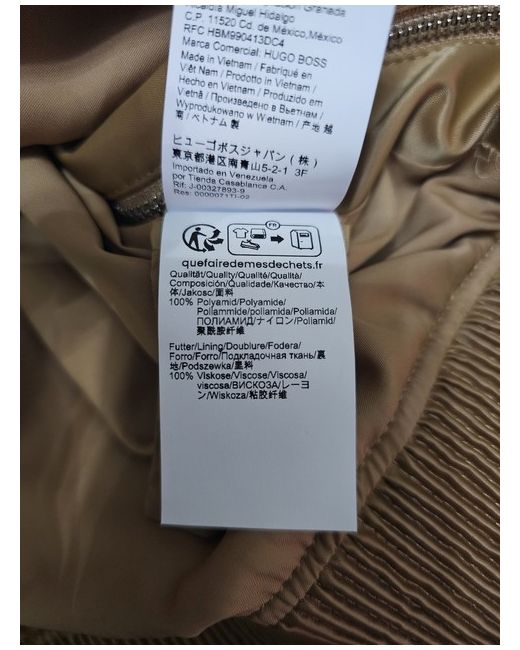 Alcaldía Miguel Hidalgo
C.P. 11520 Cd. de México,México
RFC HBM990413DC4
Marca Comercial: HUGO BOSS
Made in Vietnam / Fabriqué en
Việt Nam / Prodotto in Vietnam /
Hecho en Vietnam / Produzido em
Vietnã / Произведено в Вьетнам /
Wyprodukowano w Wietnam / 产地 越
南 / ベトナム 製
ヒューゴボスジャパン(株)
東京都港区南青山5-2-1 3F
Importado en Venezuela
por Tienda Casablanca C.A.
Rif: J-00327893-9
Res: 0000071TI-02
FR
quefairedemesdechets.fr
Qualität/Quality/Qualité/Qualità/
Composición/Qualidade/Качество/本
体/Jakosc/面料
100% Polyamid/Polyamide/
Poliammide/poliamida/Poliamida/
ПОЛИАМИД/ナイロン/Poliamid/
聚酰胺纤维
Futter/Lining/Doublure/Fodera/
Forro/Forro/Подкладочная ткань/裏
地/Podszewka/里料
100% Viskose/Viscose/Viscosa/
viscosa/ВИСКОЗА/レーヨ
ン/Wiskoza/粘胶纤维